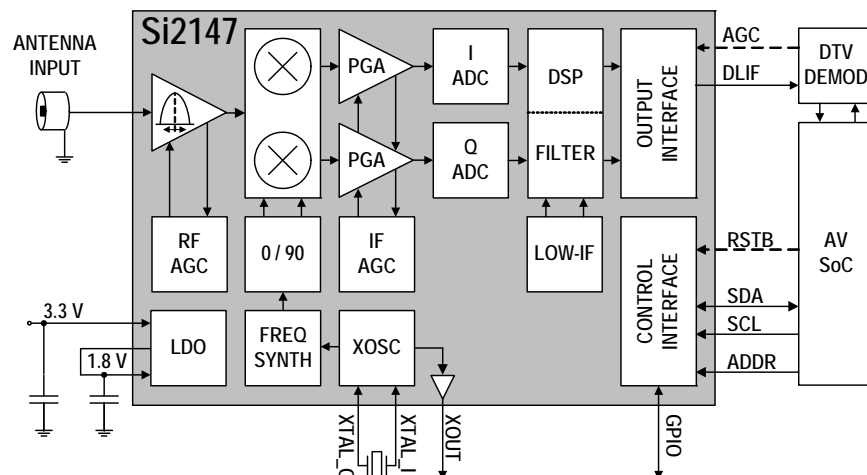 Si2147
ANTENNA
INPUT
PGA
PGA
I
ADC
Q
ADC
DSP
FILTER
OUTPUT
INTERFACE
AGC
DLIF
DTV
DEMOD
RF
AGC
0 / 90
IF
AGC
LOW-IF
CONTROL
INTERFACE
RSTB
SDA
SCL
ADDR
AV
SoC
3.3 V
1.8 V
LDO
FREQ
SYNTH
XOSC
XTAL_I
XOUT
GPIO